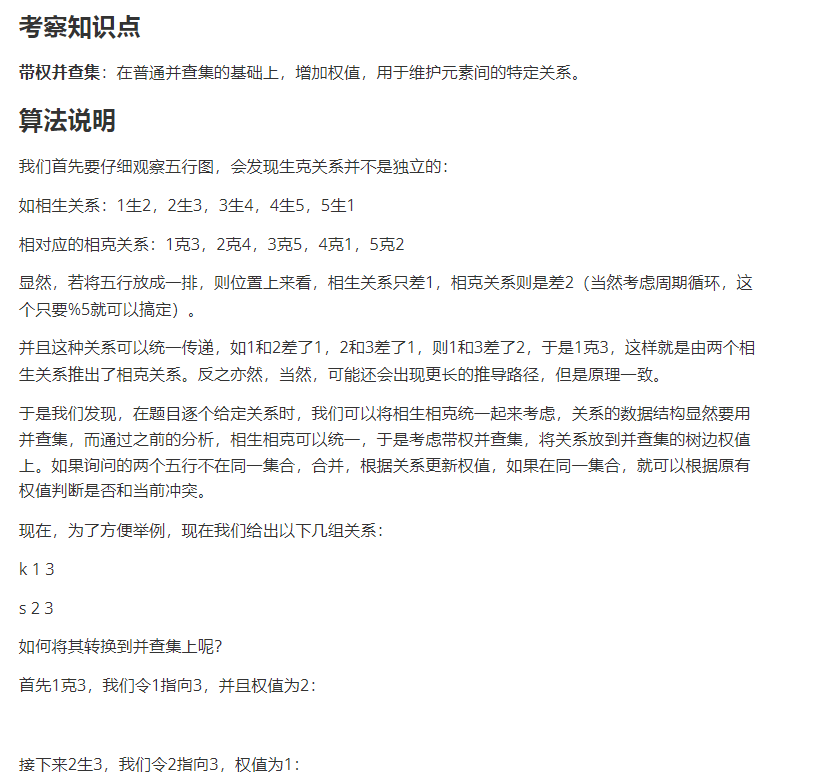 考察知识点
带权并查集：在普通并查集的基础上，增加权值，用于维护元素间的特定关系。
算法说明
我们首先要仔细观察五行图，会发现生克关系并不是独立的：
如相生关系：1生2，2生3，3生4，4生5，5生1
相对应的相克关系：1克3，2克4，3克5，4克1，5克2
显然，若将五行放成一排，则位置上来看，相生关系只差1，相克关系则是差2（当然考虑周期循环，这
个只要%5就可以搞定）。
并且这种关系可以统一传递，如1和2差了1，2和3差了1，则1和3差了2，于是1克3，这样就是由两个相
生关系推出了相克关系。反之亦然，当然，可能还会出现更长的推导路径，但是原理一致。
于是我们发现，在题目逐个给定关系时，我们可以将相生相克统一起来考虑，关系的数据结构显然要用
并查集，而通过之前的分析，相生相克可以统一，于是考虑带权并查集，将关系放到并查集的树边权值
上。如果询问的两个五行不在同一集合，合并，根据关系更新权值，如果在同一集合，就可以根据原有
权值判断是否和当前冲突。
现在，为了方便举例，现在我们给出以下几组关系：
k 1 3
s 2 3
如何将其转换到并查集上呢？
首先1克3，我们令1指向3，并且权值为2：
接下来2生3，我们令2指向3，权值为1：